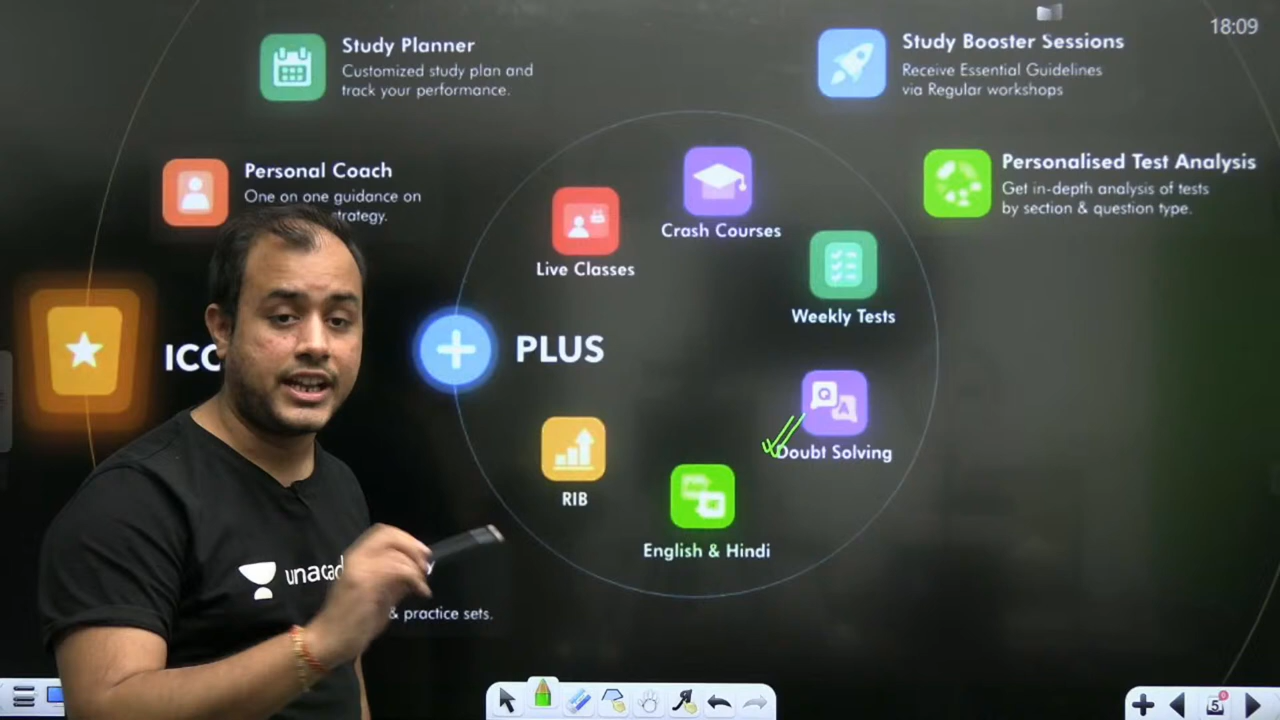 18:09
Study Planner
Customized study plan and
track your performance.
Study Booster Sessions
Receive Essential Guidelines
via Regular workshops
Personal Coach
One on one guidance on
Personalised Test Analysis
Get in-depth analysis of tests
by section & question type.
Crash Courses
Live Classes
Weekly Tests
PLUS
Q
A
Doubt Solving
RIB
English & Hindi
& practice sets.
5